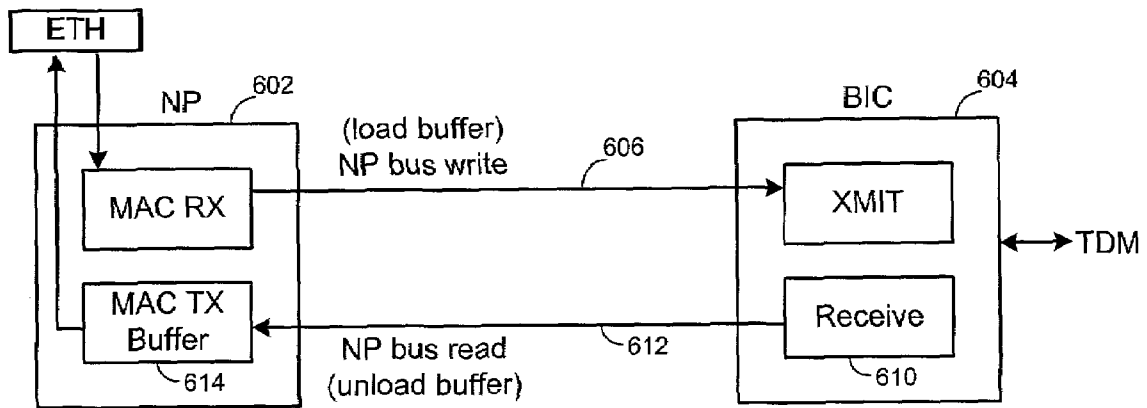 ETH
NP
602
MAC RX
MAC TX
Buffer
614
(load buffer)
NP bus write
606
NP bus read
(unload buffer)
612
BIC
604
XMIT
Receive
610
TDM